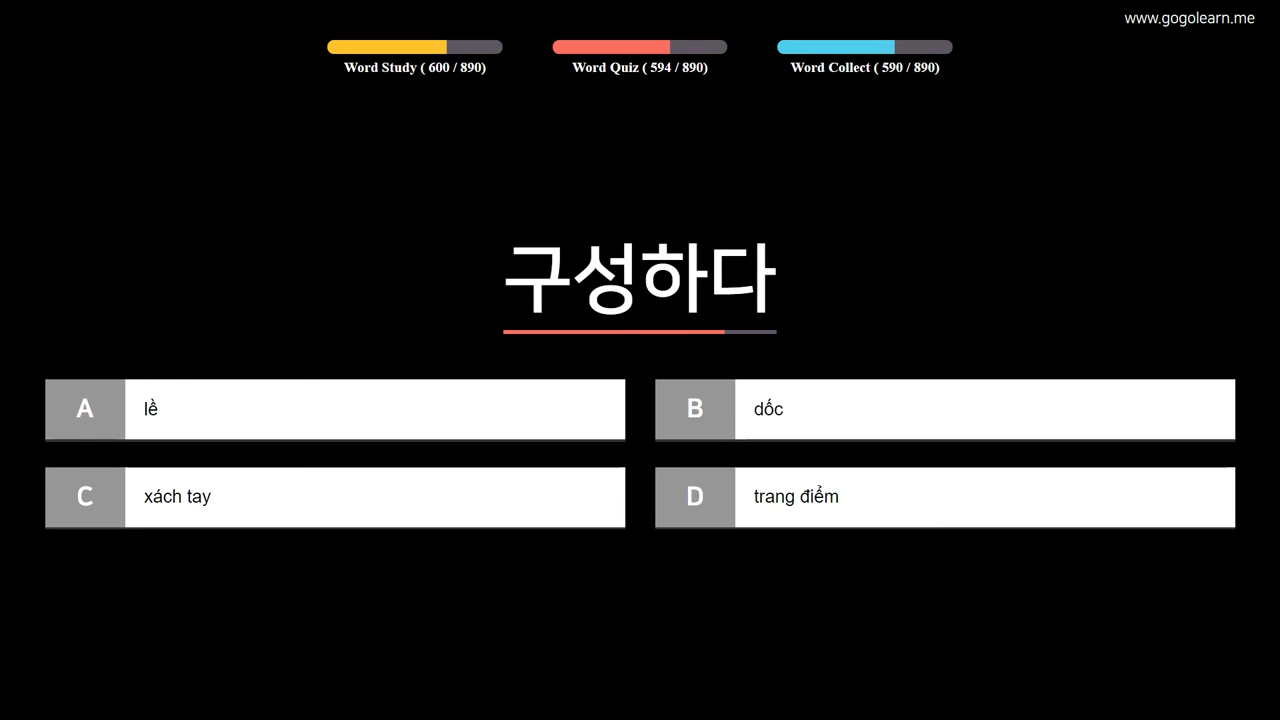 www.gogolearn.me
Word Study ( 600 / 890)
Word Quiz ( 594 / 890)
Word Collect ( 590 / 890)
구성하다
A lề
B dốc
C xách tay
D trang điểm